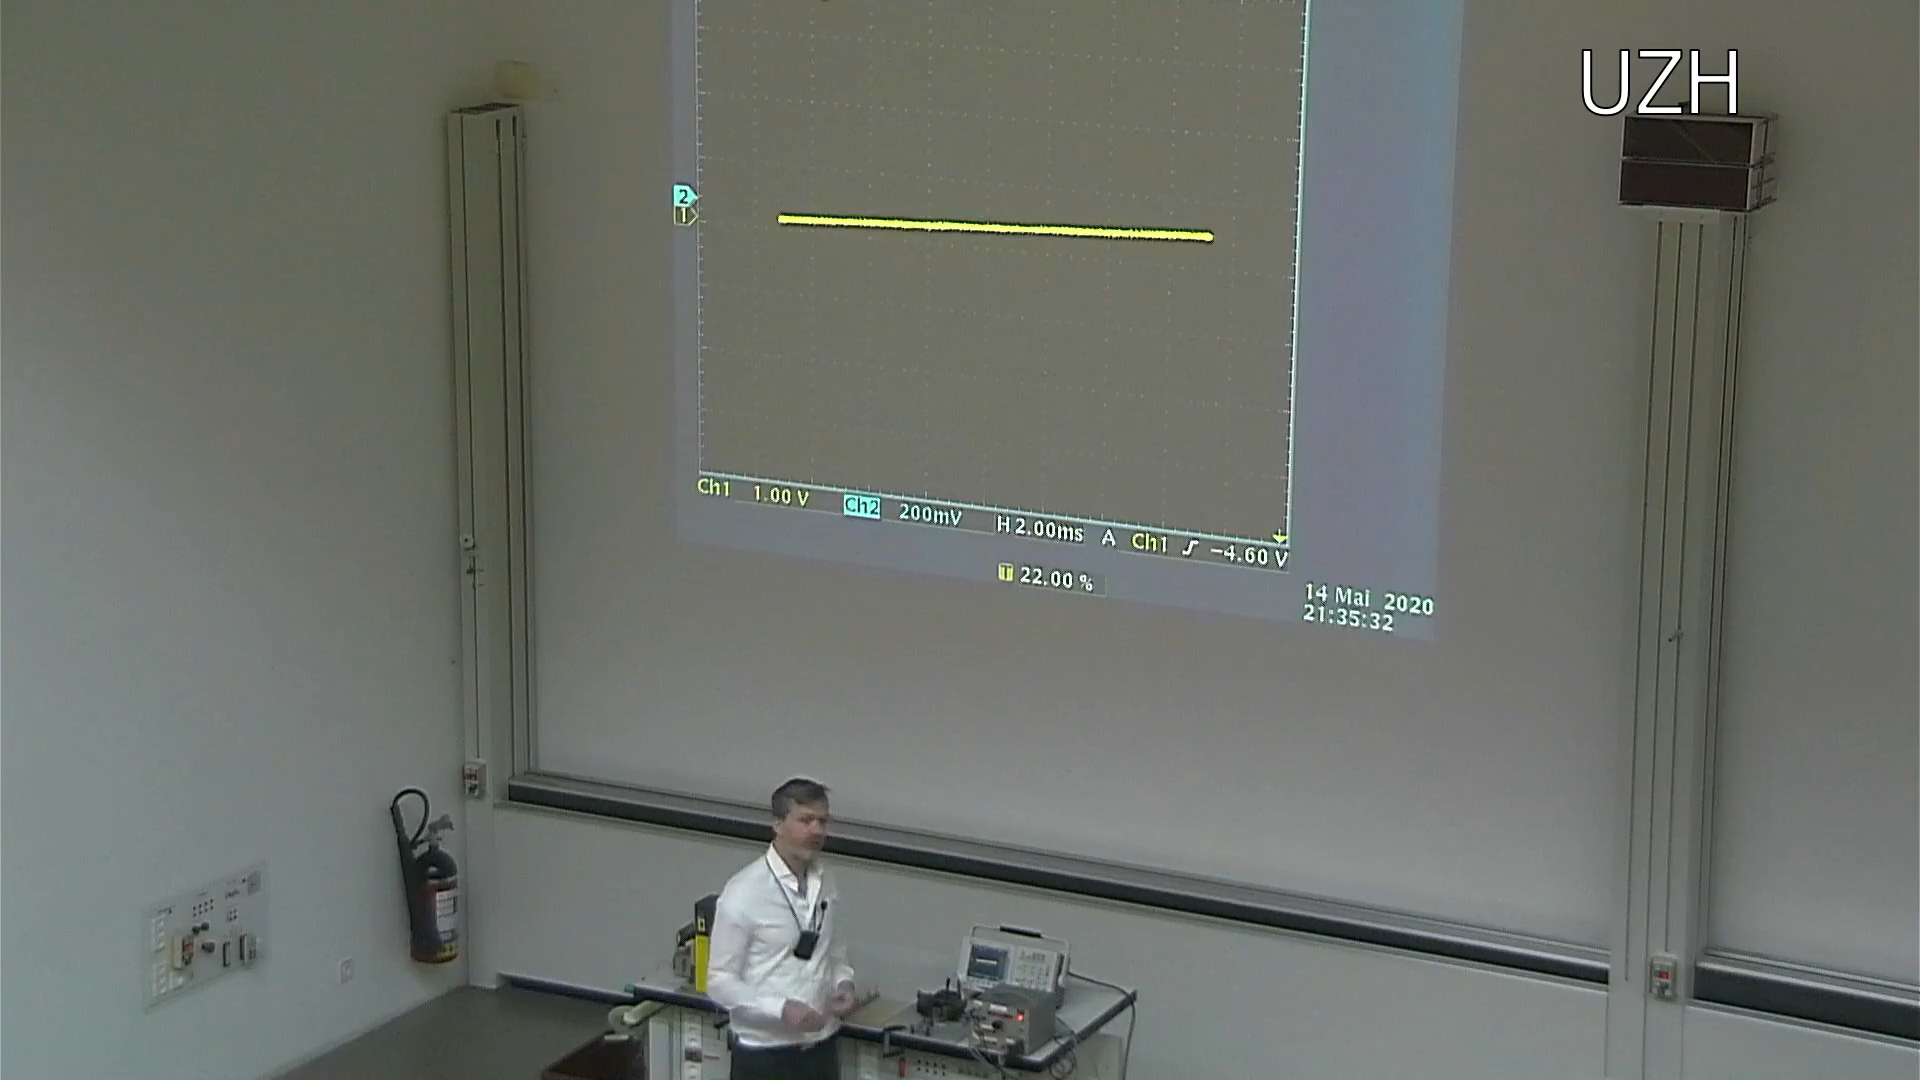 UZH
2
1
Ch1 1.00 V Ch2 200mV H 2.00ms A Ch1 −4.60 V
22.00 %
14 Mai 2020
21:35:32